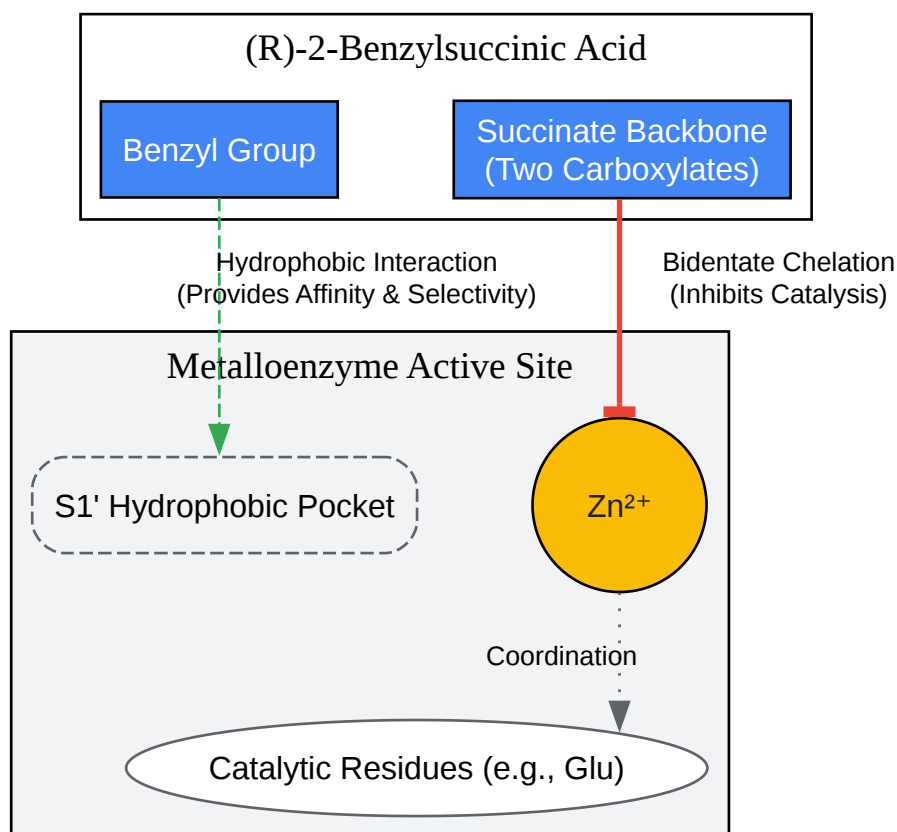 (R)-2-Benzylsuccinic Acid
Benzyl Group
Succinate Backbone
(Two Carboxylates)
Hydrophobic Interaction
(Provides Affinity & Selectivity)
Bidentate Chelation
(Inhibits Catalysis)
Metalloenzyme Active Site
S1' Hydrophobic Pocket
Zn²⁺
Coordination
Catalytic Residues (e.g., Glu)